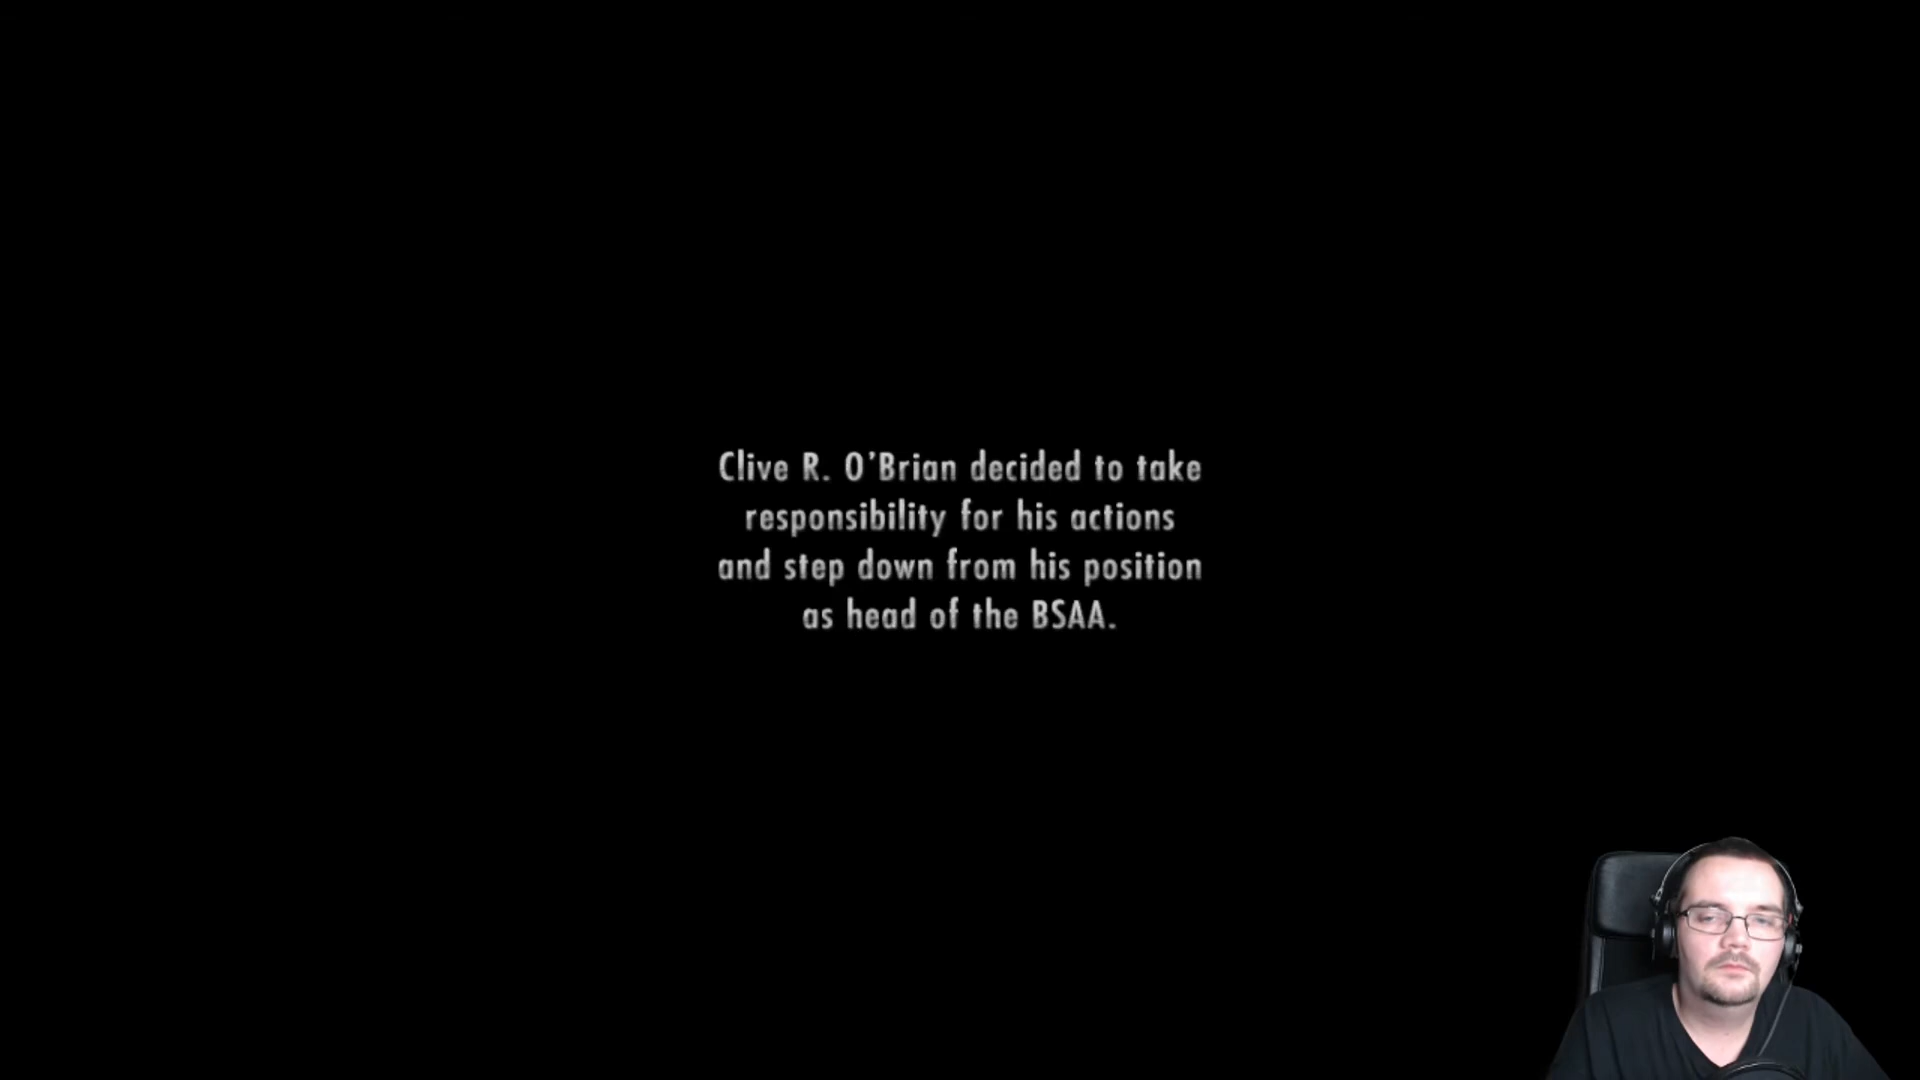 Clive R. O'Brian decided to take
responsibility for his actions
and step down from his position
as head of the BSAA.